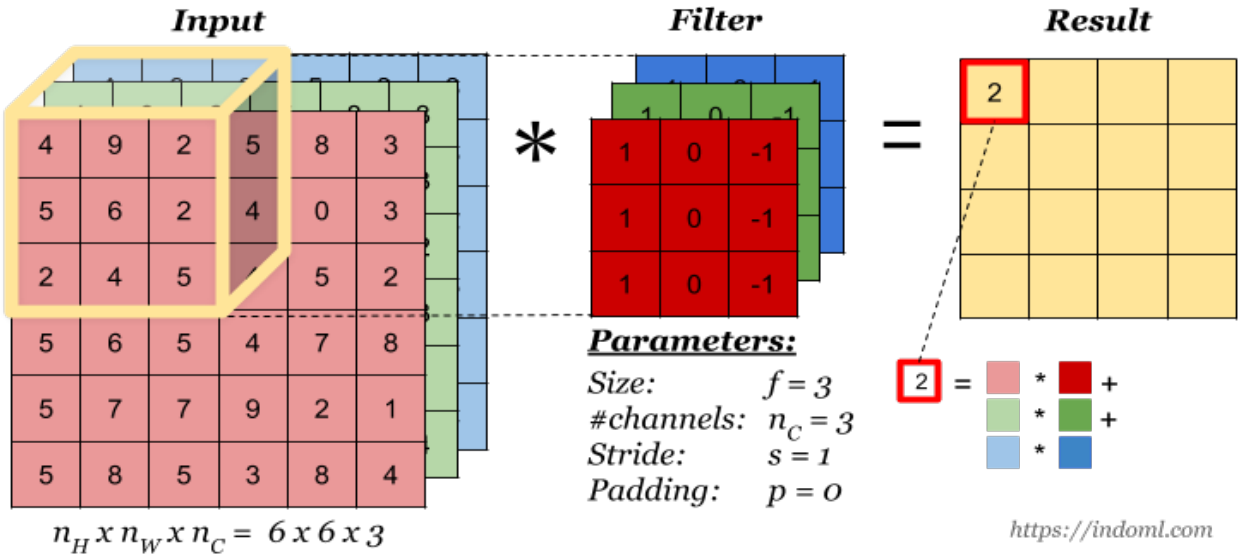 Input
Filter
Result
4 9 2 5 8 3
5 6 2 4 0 3
2 4 5 5 2
5 6 5 4 7 8
5 7 7 9 2 1
5 8 5 3 8 4
n_H x n_W x n_C = 6 x 6 x 3
*
1 0 -1
1 0 -1
1 0 -1
1 0 -1
Parameters:
Size: f = 3
#channels: n_C = 3
Stride: s = 1
Padding: p = 0
=
2
2 = * +
* +
*
https://indoml.com